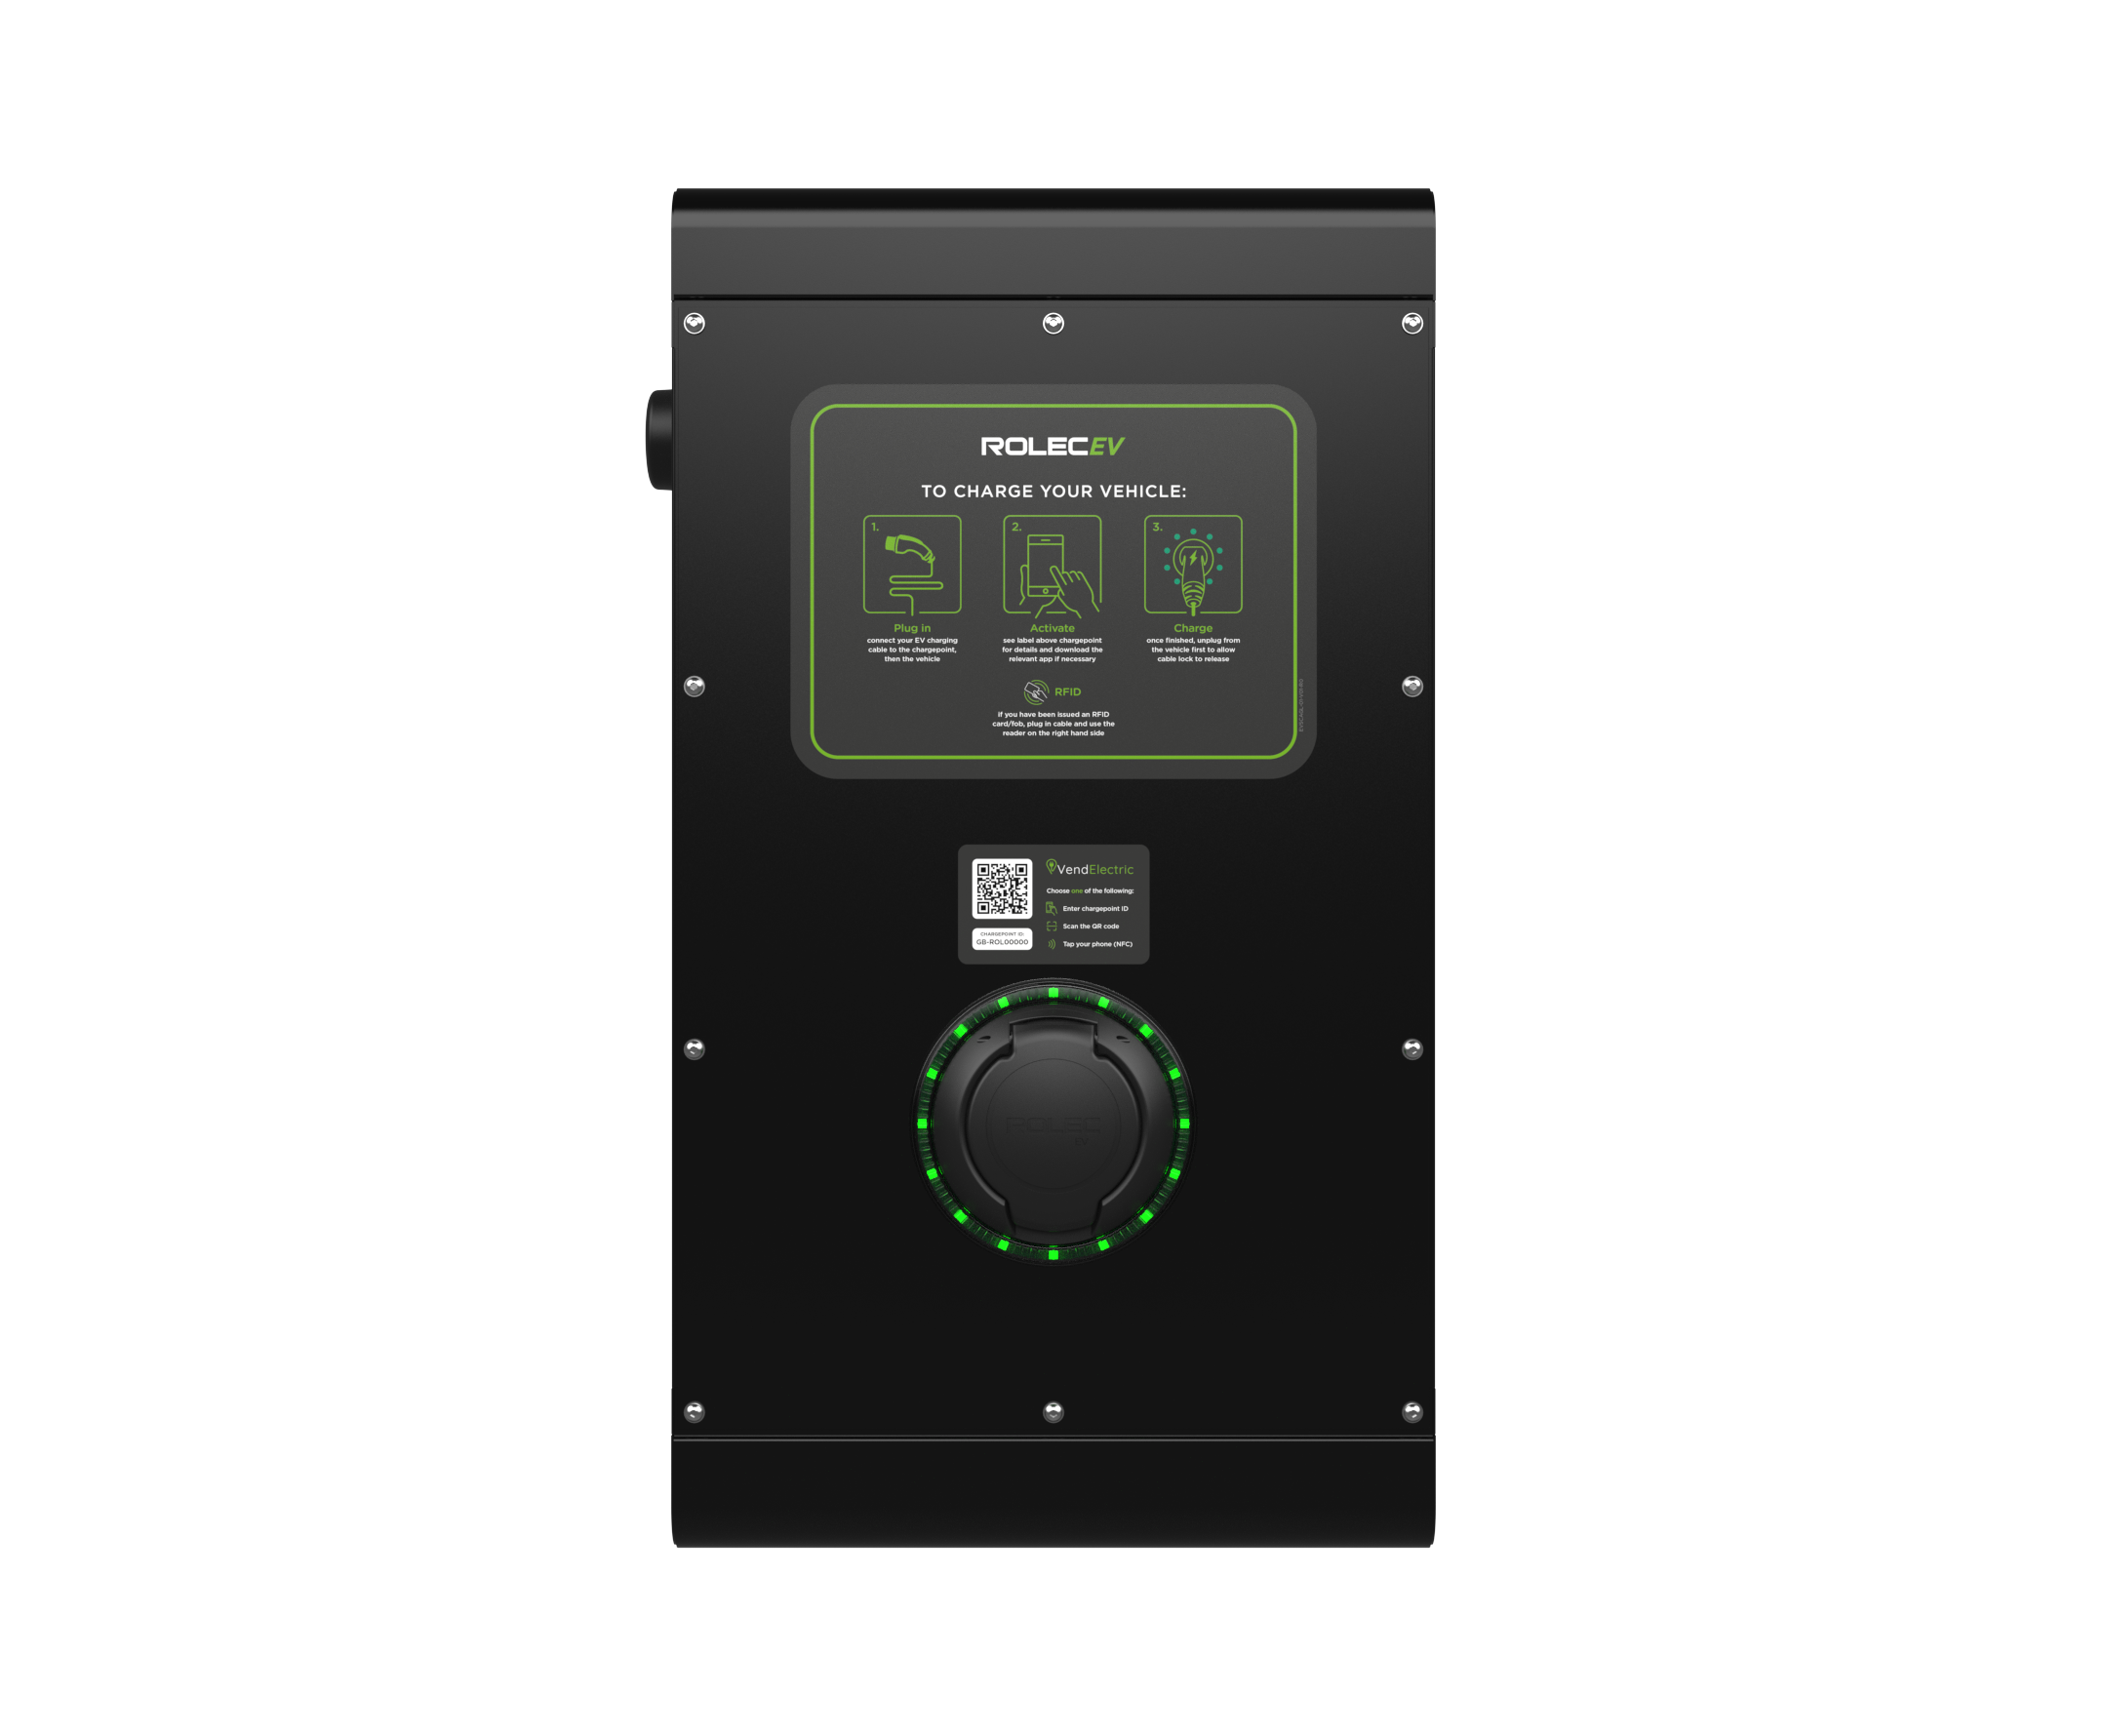 ROLECEV
TO CHARGE YOUR VEHICLE:
1.
2.
3.
Plug in
connect your EV charging
cable to the chargepoint,
then the vehicle
Activate
see label above chargepoint
for details and download the
relevant app if necessary
Charge
once finished, unplug from
the vehicle first to allow
cable lock to release
RFID
if you have been issued an RFID
card/fob, plug in cable and use the
reader on the right hand side
VendElectric
Choose one of the following:
Enter chargepoint ID
Scan the QR code
Tap your phone (NFC)
CHARGEPOINT ID:
GB-ROL00000
ROLEC
EV